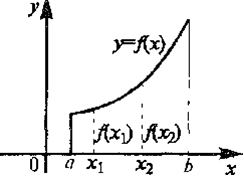 y
y=f(x)
f(x₁) f(x₂)
0 a x₁ x₂ b x